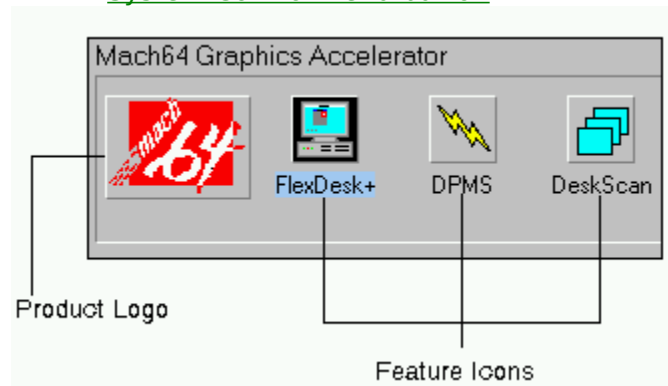 Mach64 Graphics Accelerator
mach
64
FlexDesk+ DPMS DeskScan
Product Logo
Feature Icons